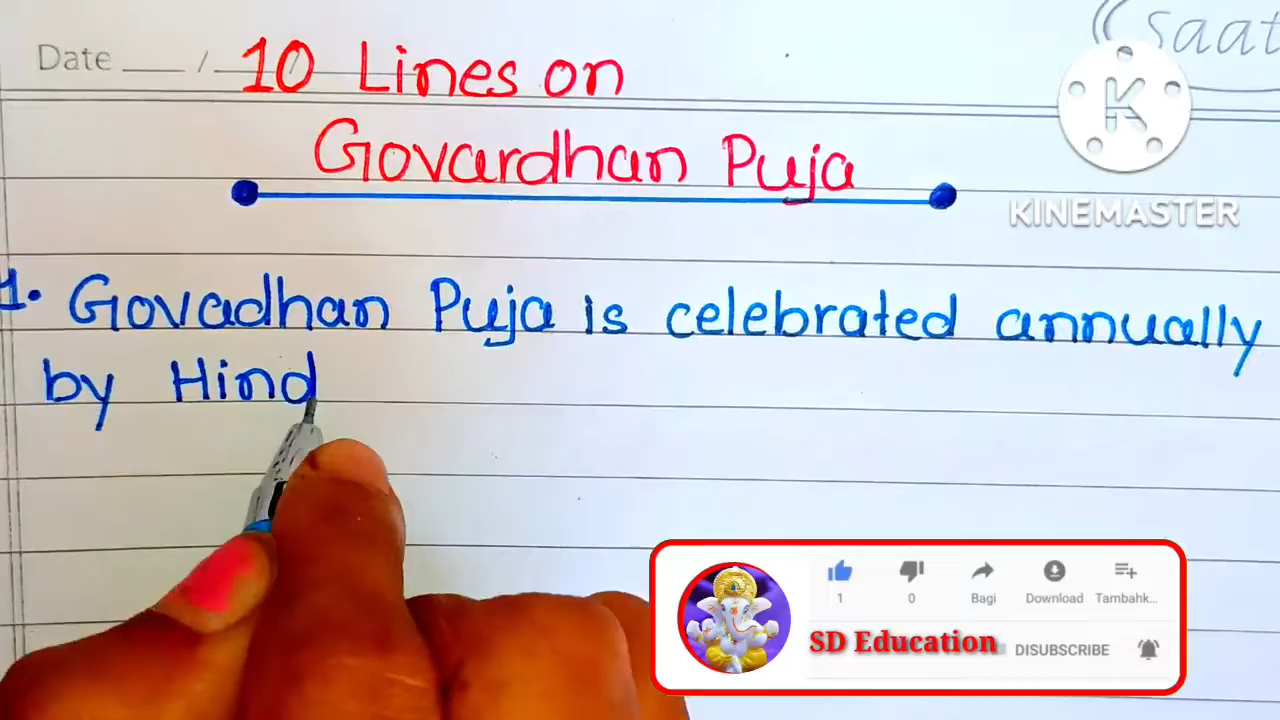 Date / 10 Lines on
Govardhan Puja
1. Govadhan Puja is celebrated annually
by Hind
Saat
K
KINEMASTER
1 0 Bagi Download Tambahk...
SD Education DISUBSCRIBE